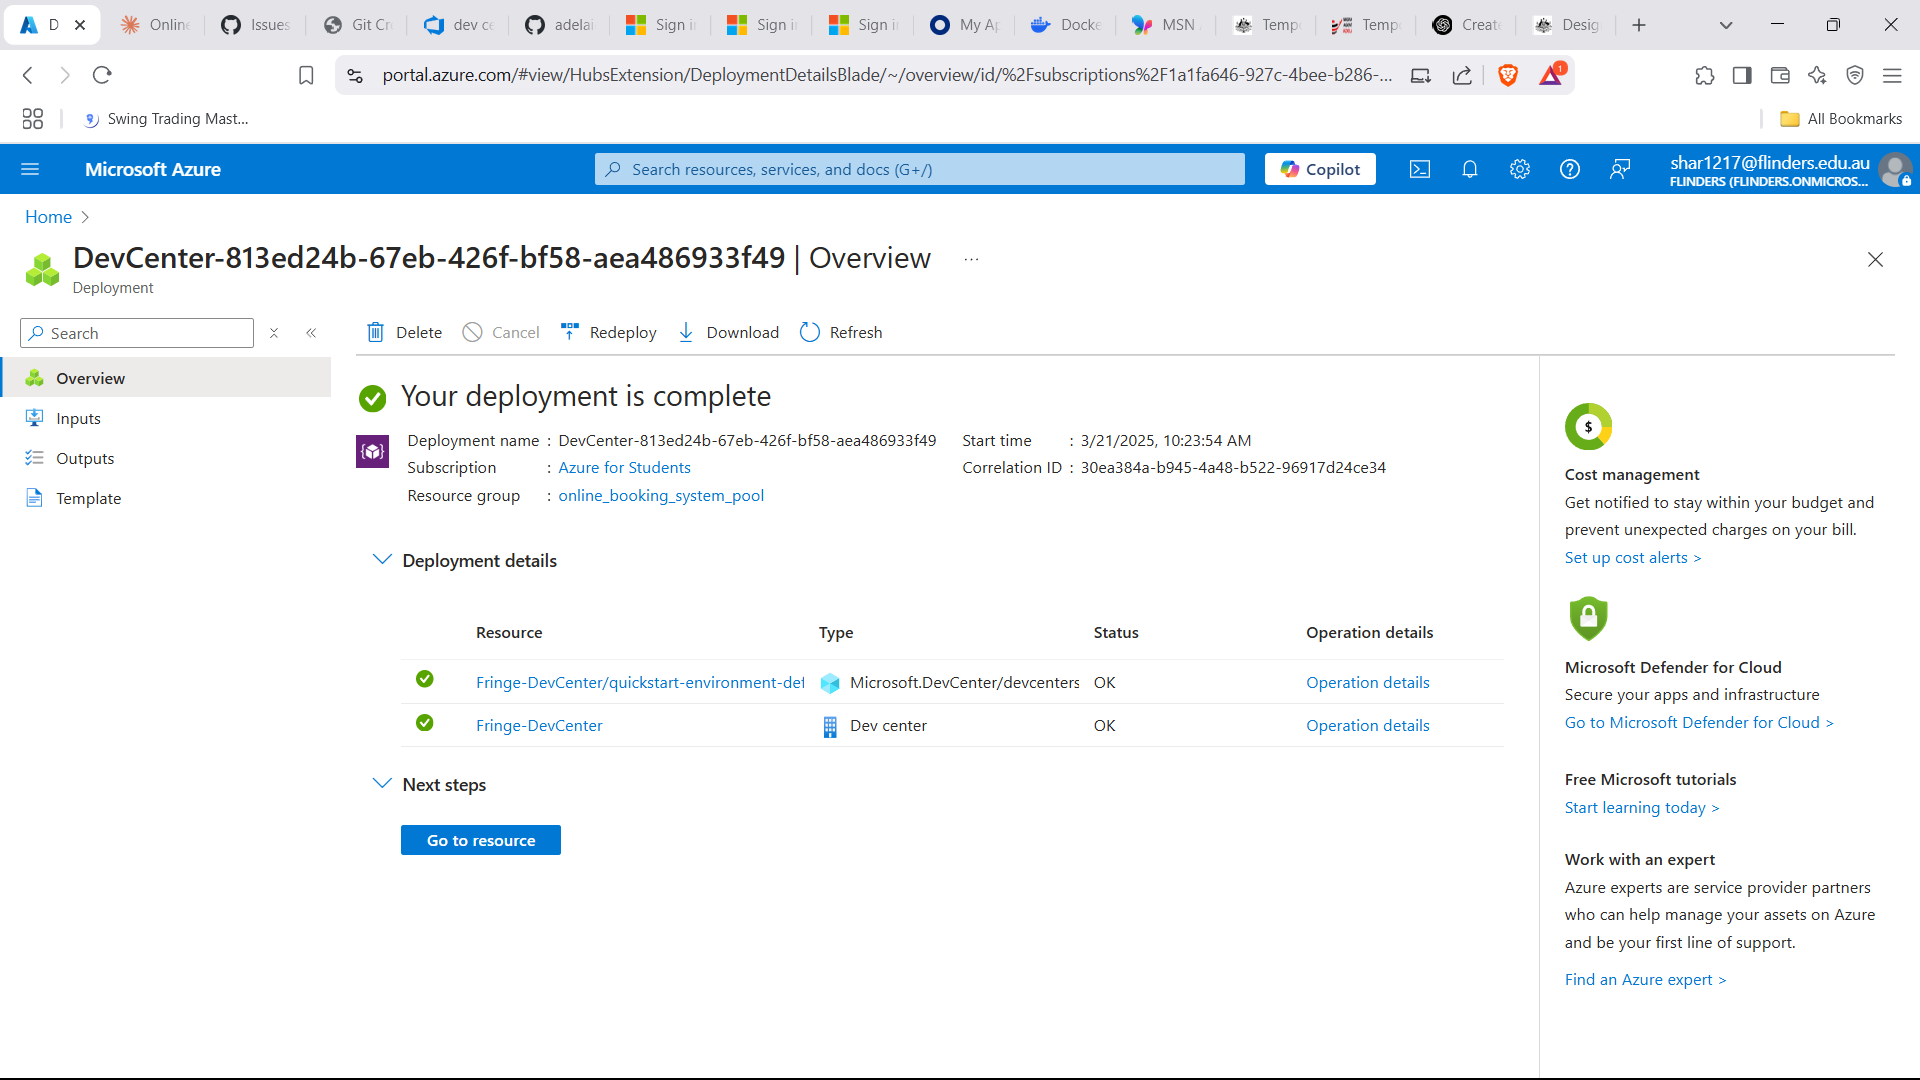 D
Online
Issues
Git Cr
dev ce
adelai
Sign i
Sign i
Sign i
My Ap
Docke
MSN
Temp
Temp
Create
Desig
portal.azure.com/#view/HubsExtension/DeploymentDetailsBlade/~/overview/id/%2Fsubscriptions%2F1a1fa646-927c-4bee-b286-...
1
Swing Trading Mast...
All Bookmarks
Microsoft Azure
Search resources, services, and docs (G+/)
Copilot
shar1217@flinders.edu.au
FLINDERS (FLINDERS.ONMICROS...
Home
DevCenter-813ed24b-67eb-426f-bf58-aea486933f49 | Overview ...
Deployment
Search
Delete Cancel Redeploy Download Refresh
Overview
Inputs
Outputs
Template
Your deployment is complete
Deployment name : DevCenter-813ed24b-67eb-426f-bf58-aea486933f49
Subscription : Azure for Students
Resource group : online_booking_system_pool
Start time : 3/21/2025, 10:23:54 AM
Correlation ID : 30ea384a-b945-4a48-b522-96917d24ce34
Deployment details
Resource Type Status Operation details
Fringe-DevCenter/quickstart-environment-def Microsoft.DevCenter/devcenters OK Operation details
Fringe-DevCenter Dev center OK Operation details
Next steps
Go to resource
$
Cost management
Get notified to stay within your budget and
prevent unexpected charges on your bill.
Set up cost alerts >
Microsoft Defender for Cloud
Secure your apps and infrastructure
Go to Microsoft Defender for Cloud >
Free Microsoft tutorials
Start learning today >
Work with an expert
Azure experts are service provider partners
who can help manage your assets on Azure
and be your first line of support.
Find an Azure expert >